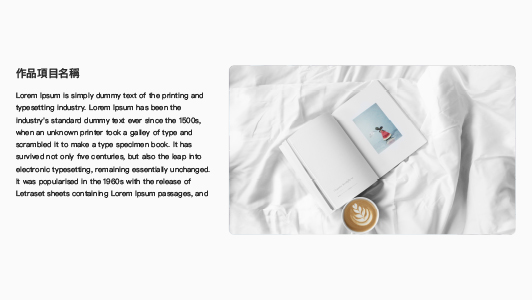 作品項目名稱
Lorem Ipsum is simply dummy text of the printing and
typesetting industry. Lorem Ipsum has been the
industry's standard dummy text ever since the 1500s,
when an unknown printer took a galley of type and
scrambled it to make a type specimen book. It has
survived not only five centuries, but also the leap into
electronic typesetting, remaining essentially unchanged.
It was popularised in the 1960s with the release of
Letraset sheets containing Lorem Ipsum passages, and